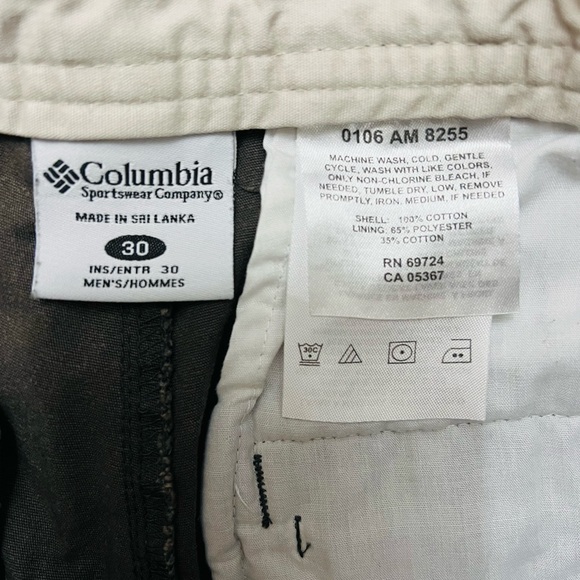 Columbia
Sportswear Company®
MADE IN SRI LANKA
30
INS/ENTR 30
MEN'S/HOMMES
0106 AM 8255
MACHINE WASH, COLD, GENTLE
CYCLE, WASH WITH LIKE COLORS,
ONLY NON-CHLORINE BLEACH, IF
NEEDED, TUMBLE DRY, LOW, REMOVE
PROMPTLY, IRON, MEDIUM, IF NEEDED
SHELL: 100% COTTON
LINING: 65% POLYESTER
35% COTTON
RN 69724
CA 05367
30C